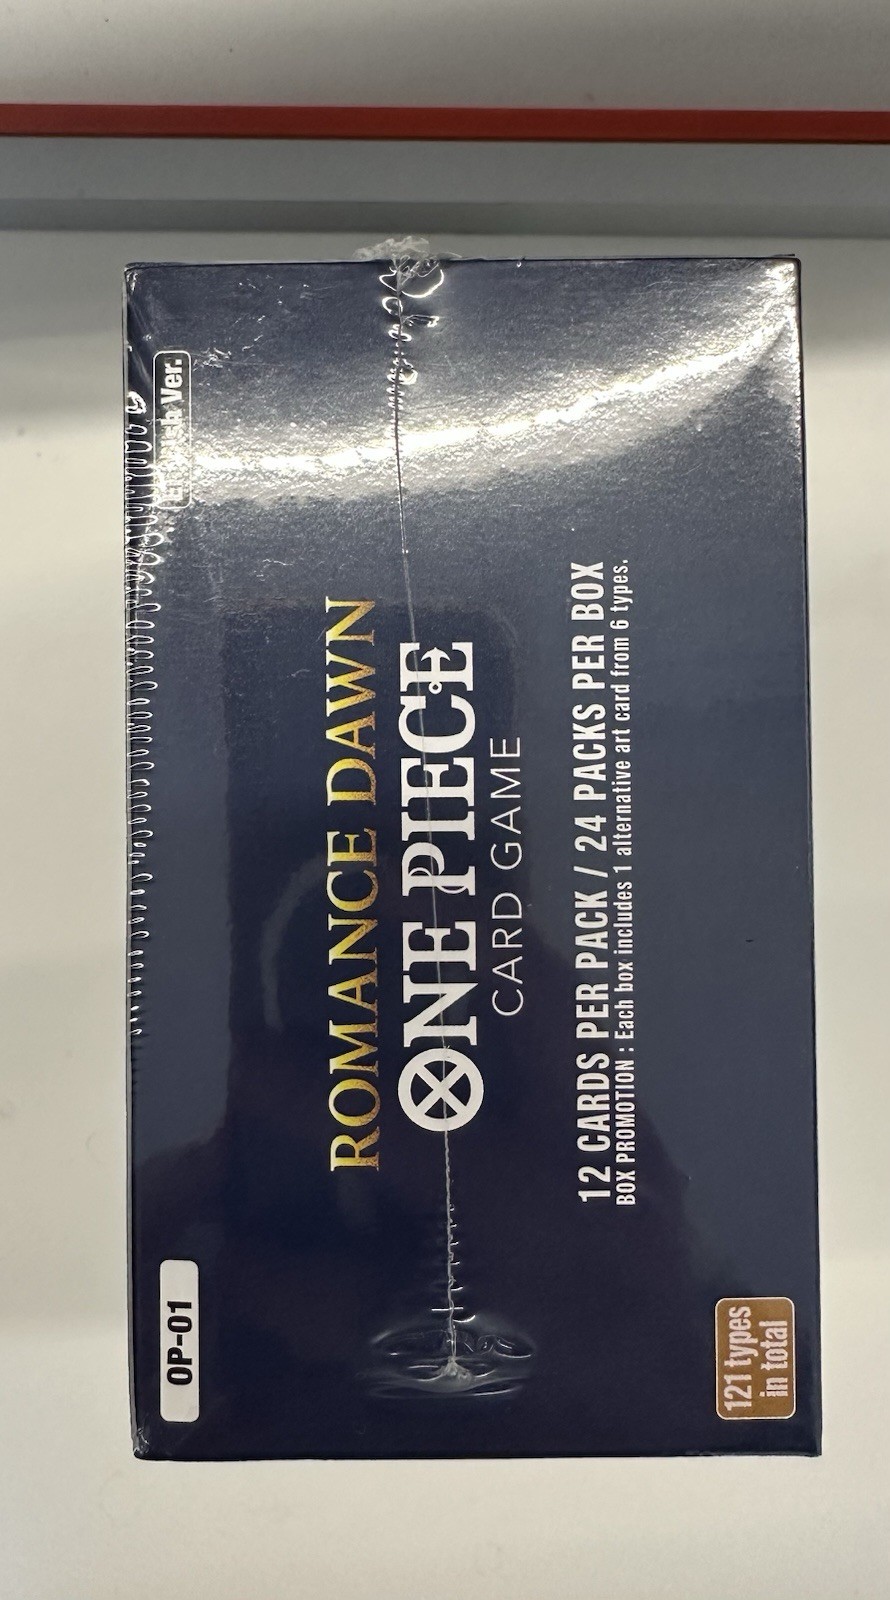 OP-01
English Ver.
ROMANCE DAWN
ONE PIECE
CARD GAME
12 CARDS PER PACK / 24 PACKS PER BOX
BOX PROMOTION : Each box includes 1 alternative art card from 6 types.
121 types
in total